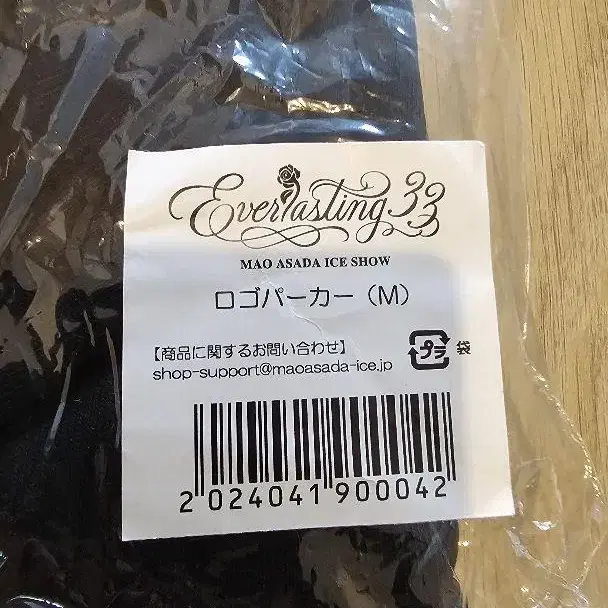 Everlasting 33
MAO ASADA ICE SHOW
ロゴパーカー（M）
【商品に関するお問い合わせ】
shop-support@maoasada-ice.jp
プラ 袋
2 024041 900042